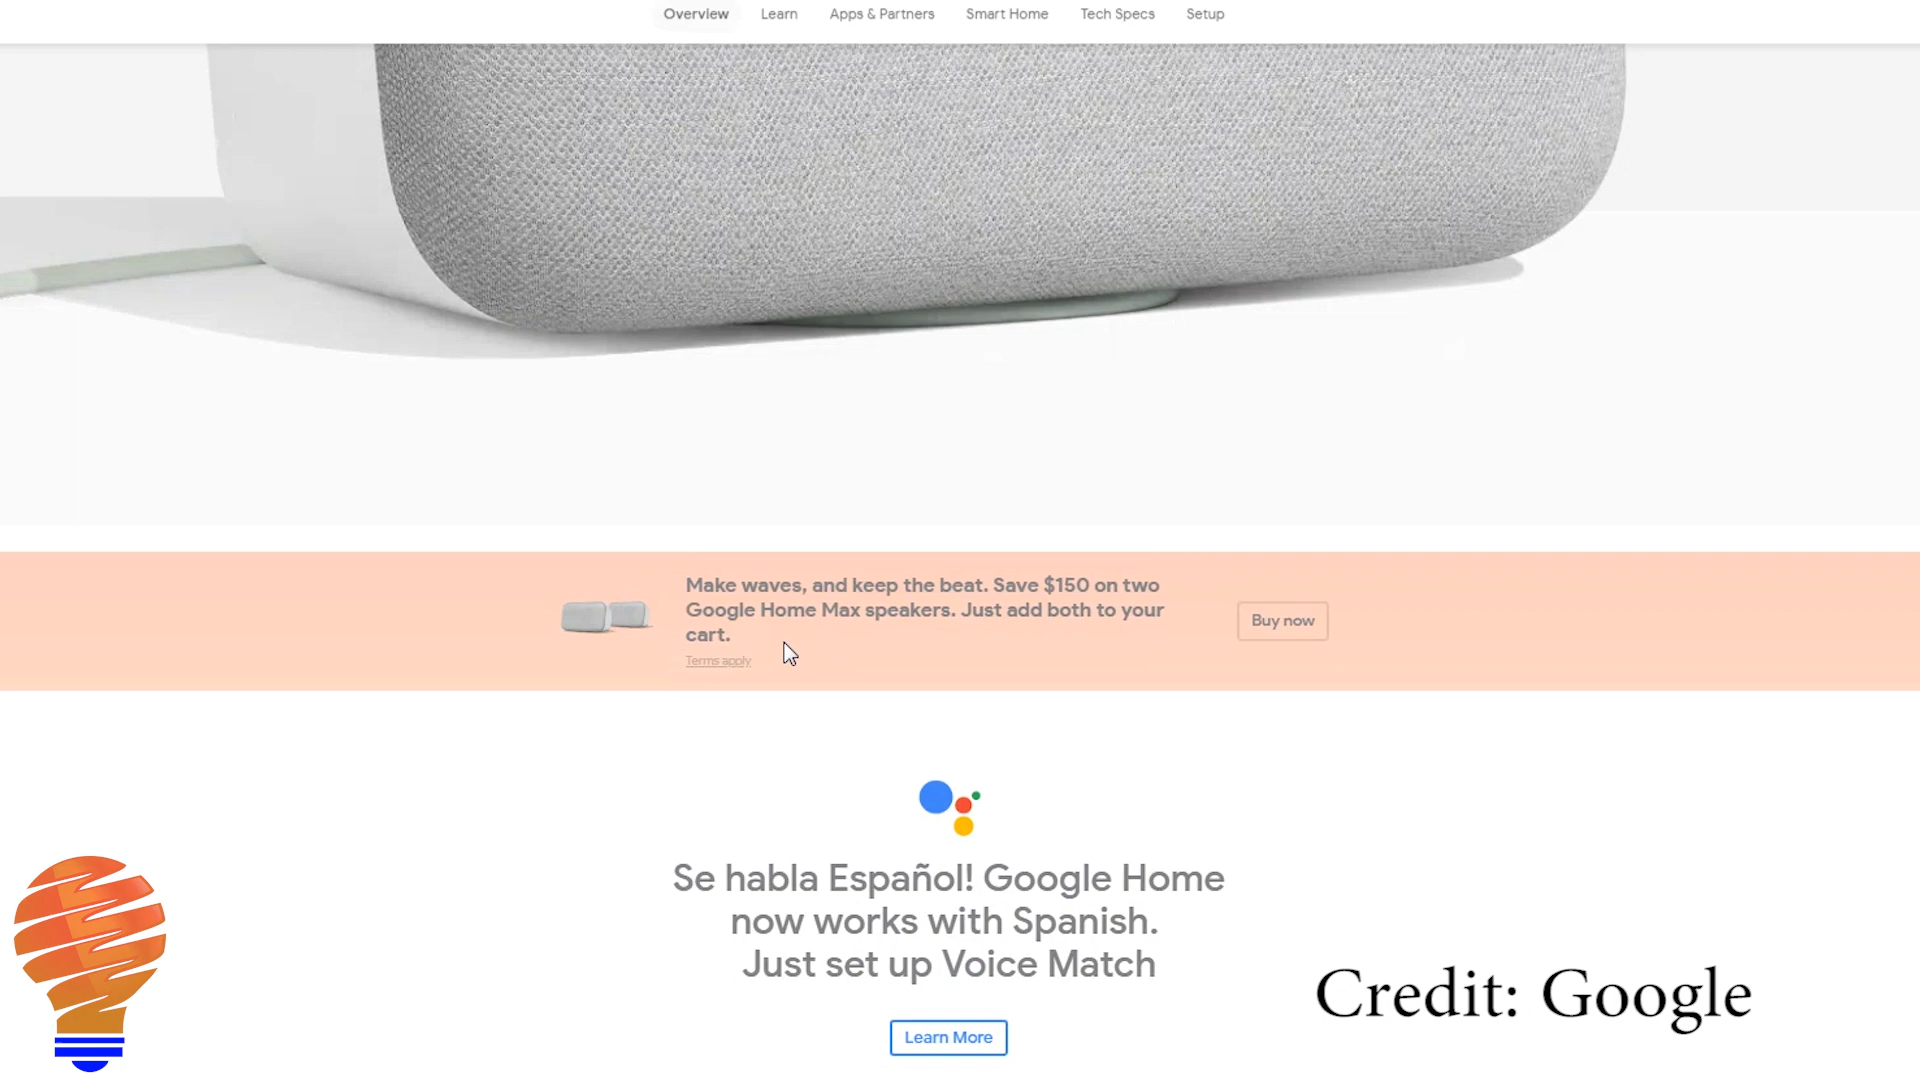 Overview Learn Apps & Partners Smart Home Tech Specs Setup
Make waves, and keep the beat. Save $150 on two
Google Home Max speakers. Just add both to your
cart.
Terms apply
Buy now
Se habla Español! Google Home
now works with Spanish.
Just set up Voice Match
Learn More
Credit: Google